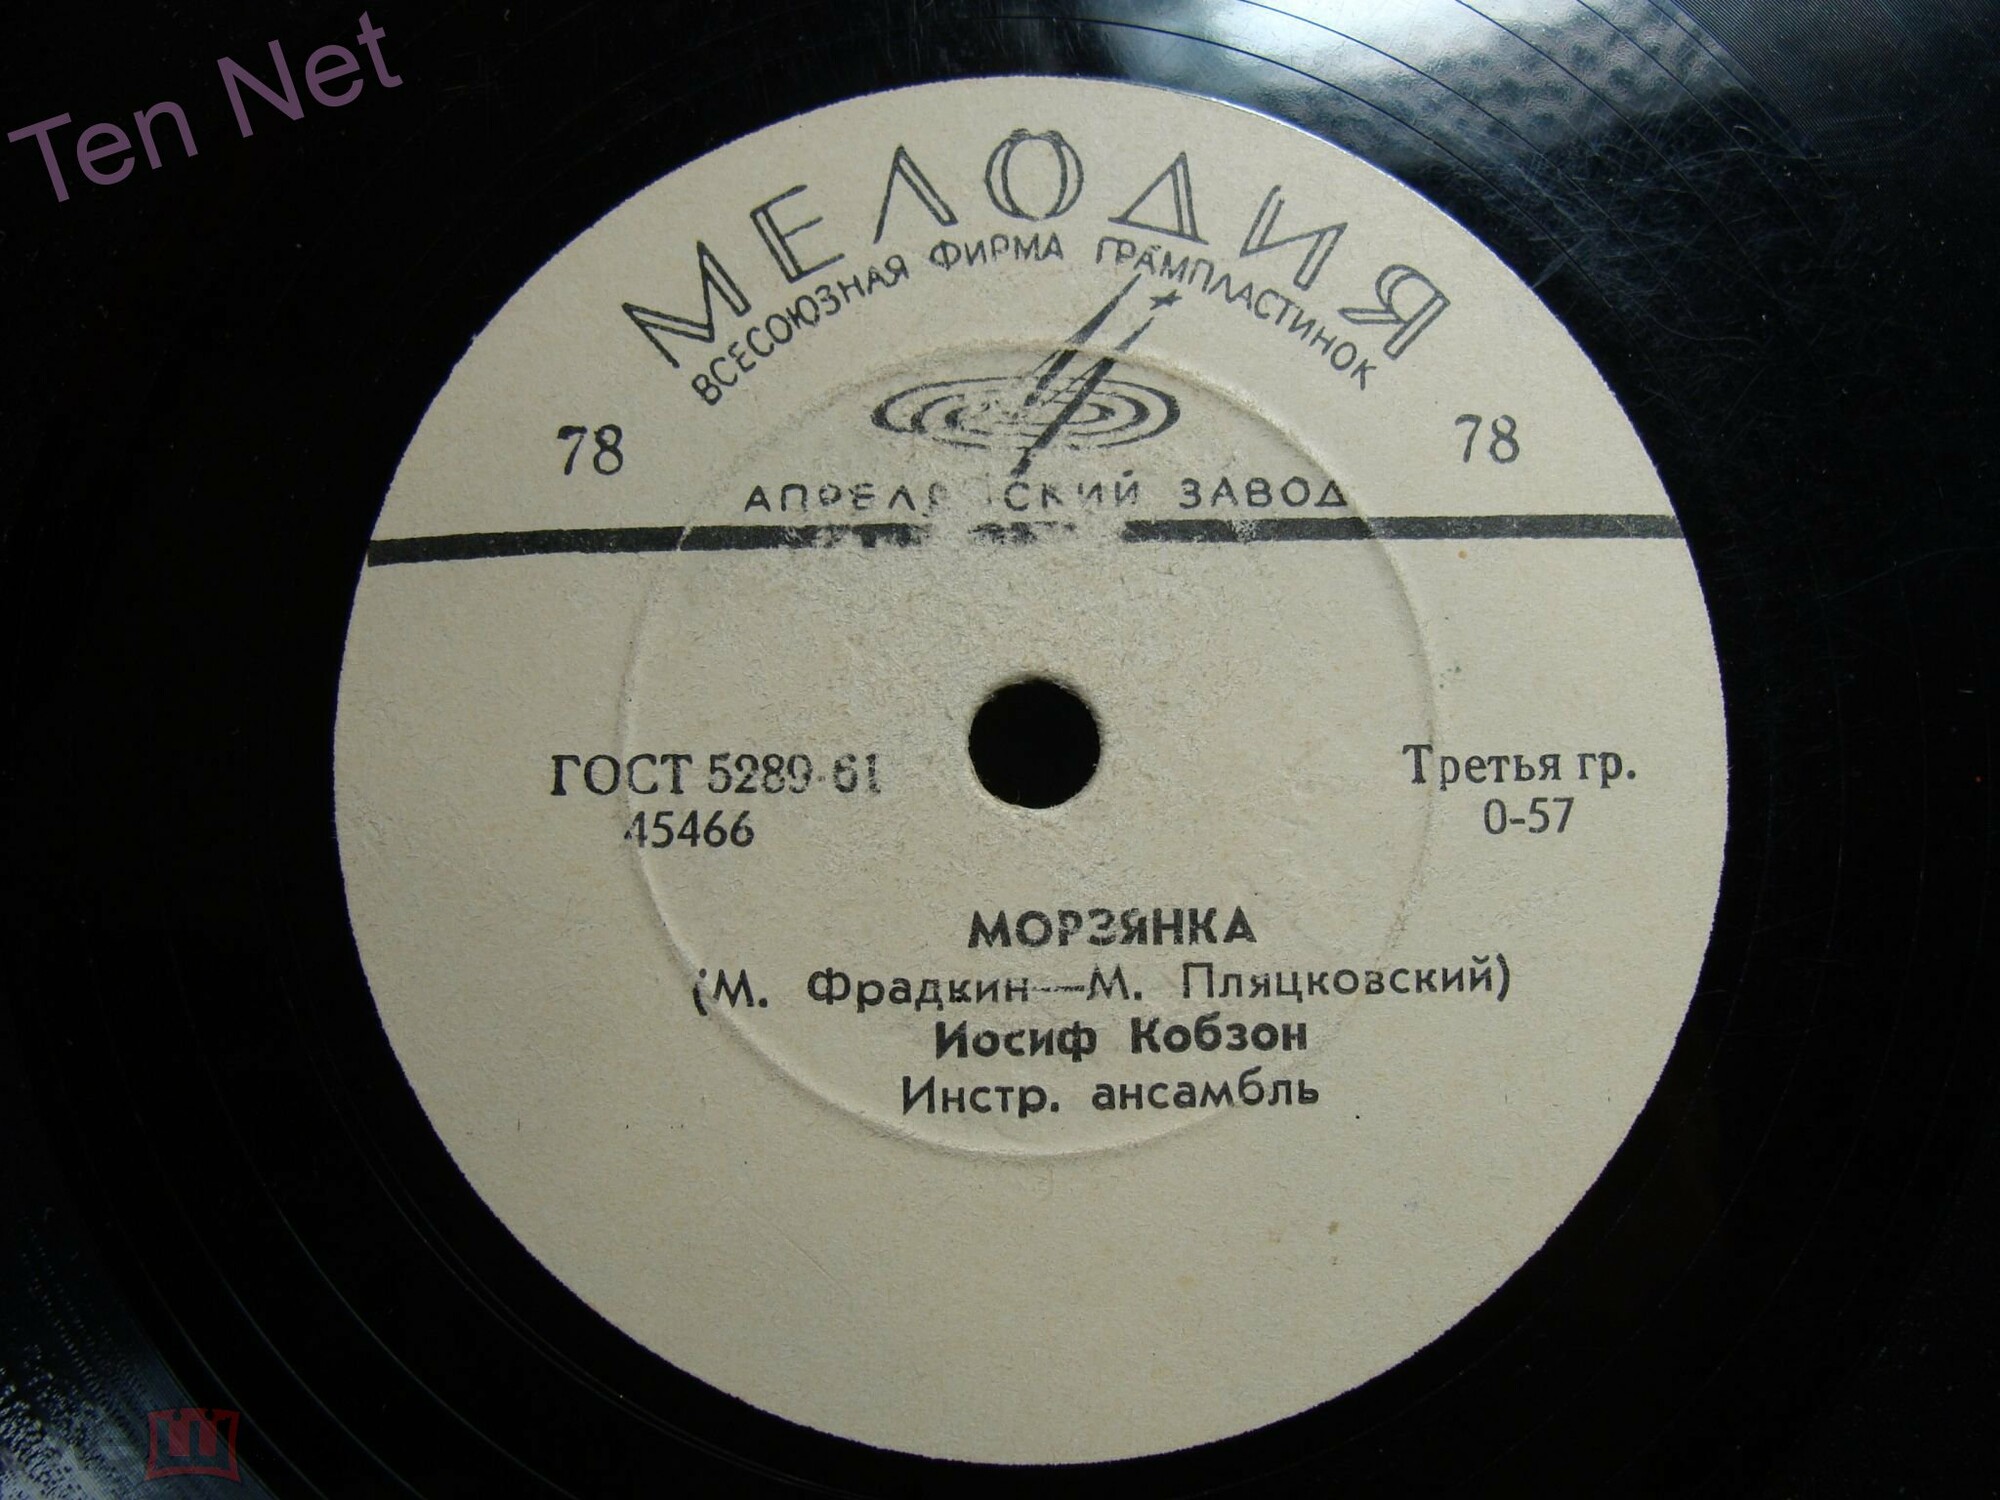 Ten Net
МЕЛОДИЯ
ВСЕСОЮЗНАЯ ФИРМА ГРАМПЛАСТИНОК
78 78
АПРЕЛЕВСКИЙ ЗАВОД
ГОСТ 5289-61 Третья гр.
45466 0-57
МОРЗЯНКА
(М. Фрадкин—М. Пляцковский)
Иосиф Кобзон
Инстр. ансамбль